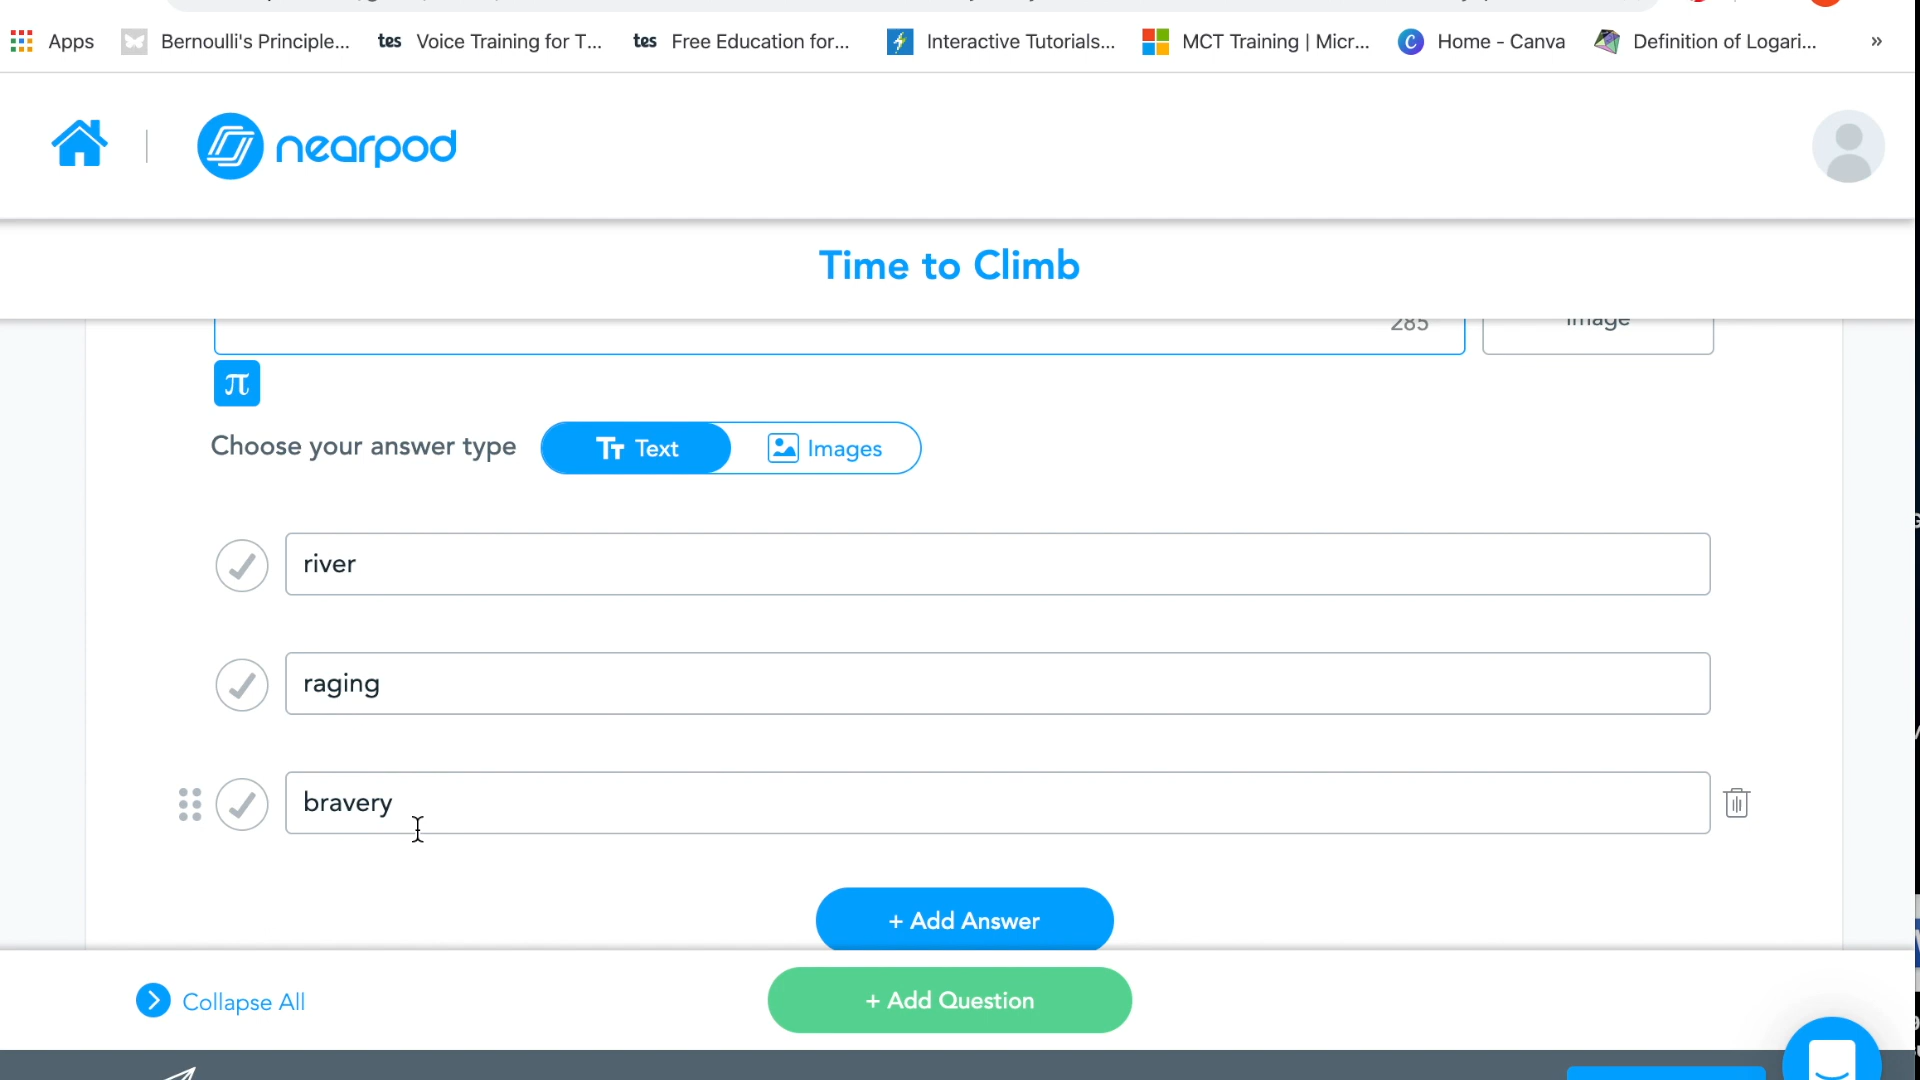 Apps Bernoulli's Principle... tes Voice Training for T... tes Free Education for... Interactive Tutorials... MCT Training | Micr... C Home - Canva Definition of Logari... »
nearpod
Time to Climb
285 Image
π
Choose your answer type Tт Text Images
river
raging
bravery
+ Add Answer
Collapse All + Add Question